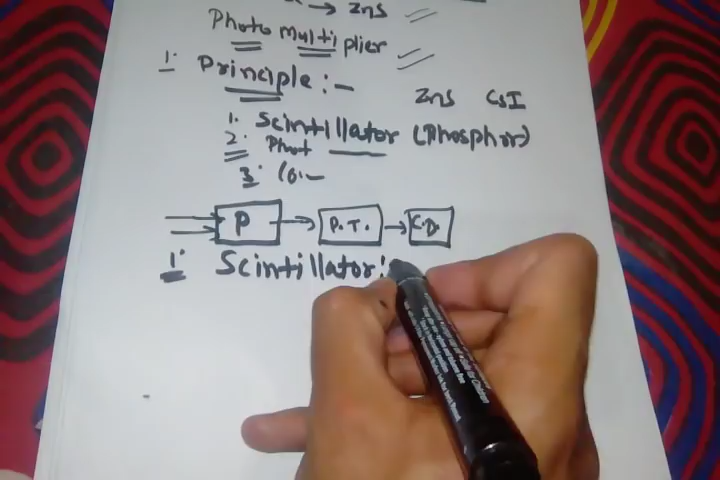 → ZnS
Photo multiplier
1. Principle :-
ZnS CsI
1. Scintillator (Phosphor)
2. Phot
3. (o.-
P → P.T. → C.D.
1. Scintillator: